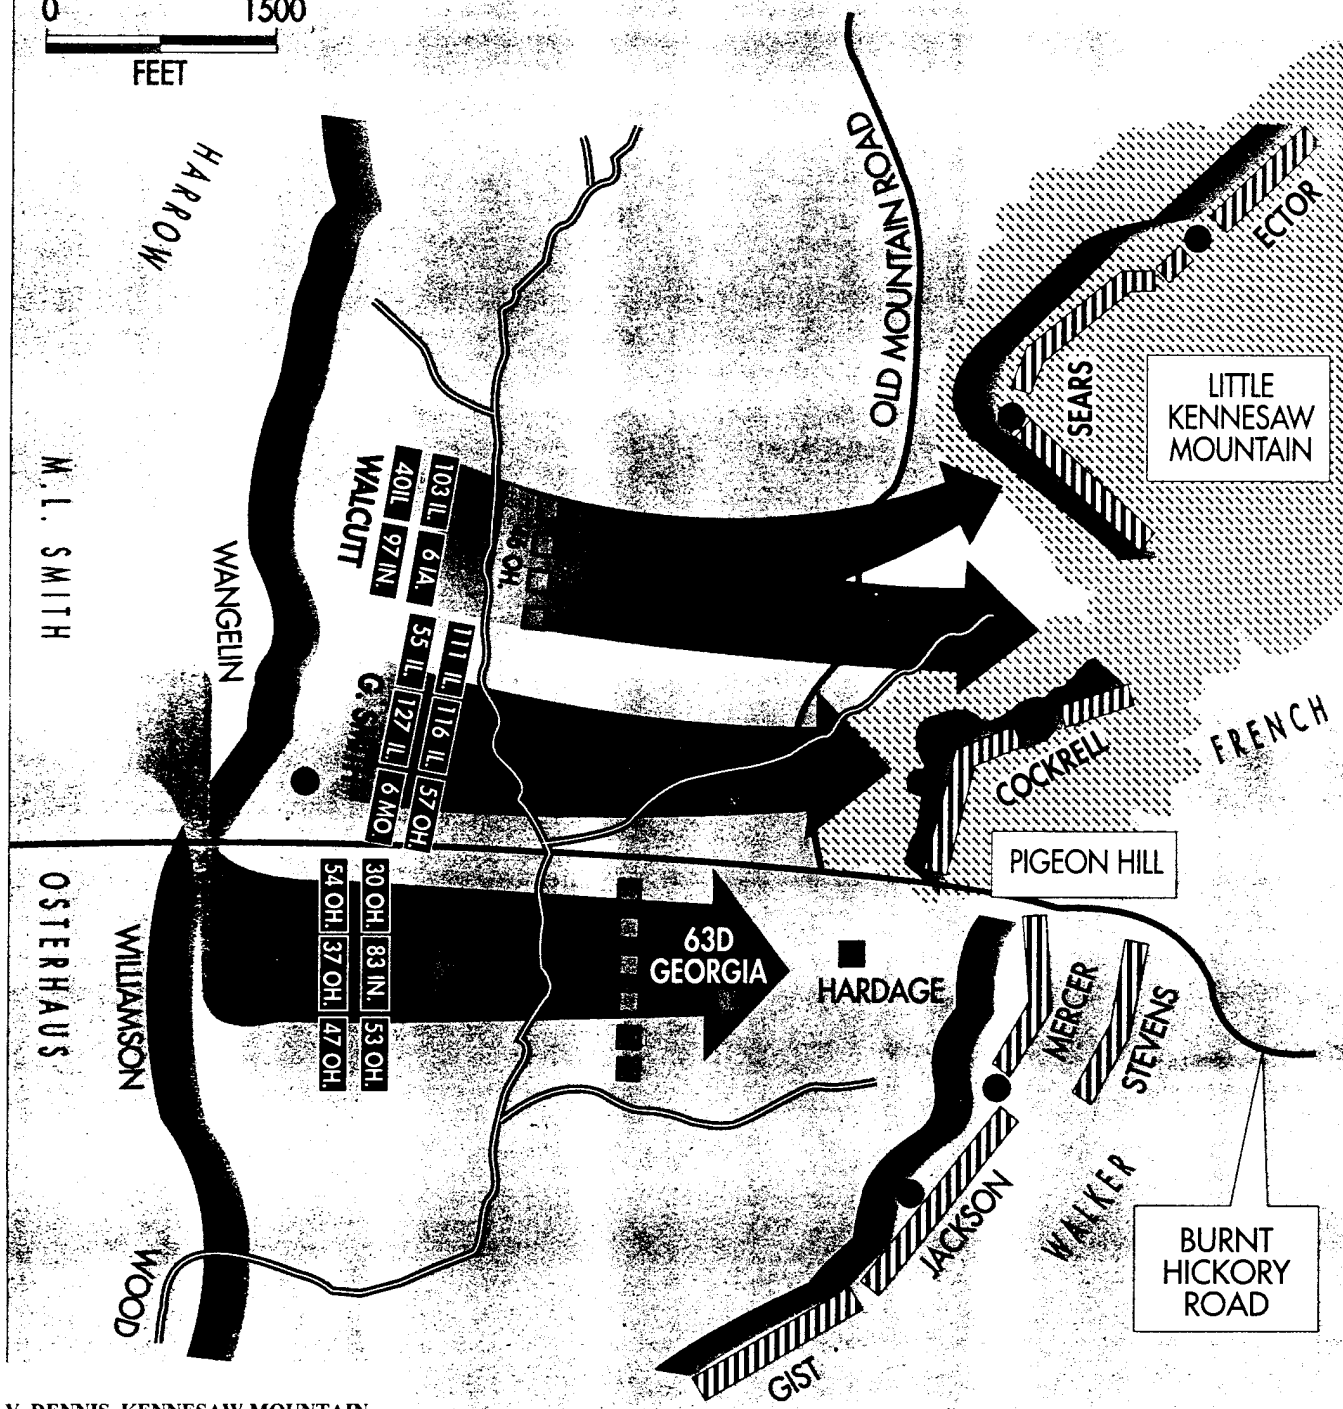 0 1500
FEET
HARROW
OLD MOUNTAIN ROAD
ECTOR
SEARS
LITTLE
KENNESAW
MOUNTAIN
M.L. SMITH
WANGELIN
WALCUTT
103 IL. 6 IA.
40 IL. 97 IN.
OH.
111 IL. 116 IL. 57 OH.
55 IL. 127 IL. 6 MO.
COCKRELL
FRENCH
PIGEON HILL
OSTERHAUS
WILLIAMSON
30 OH. 83 IN. 53 OH.
54 OH. 37 OH. 47 OH.
63D
GEORGIA
HARDAGE
MERCER
STEVENS
WALKER
JACKSON
GIST
WOOD
BURNT
HICKORY
ROAD